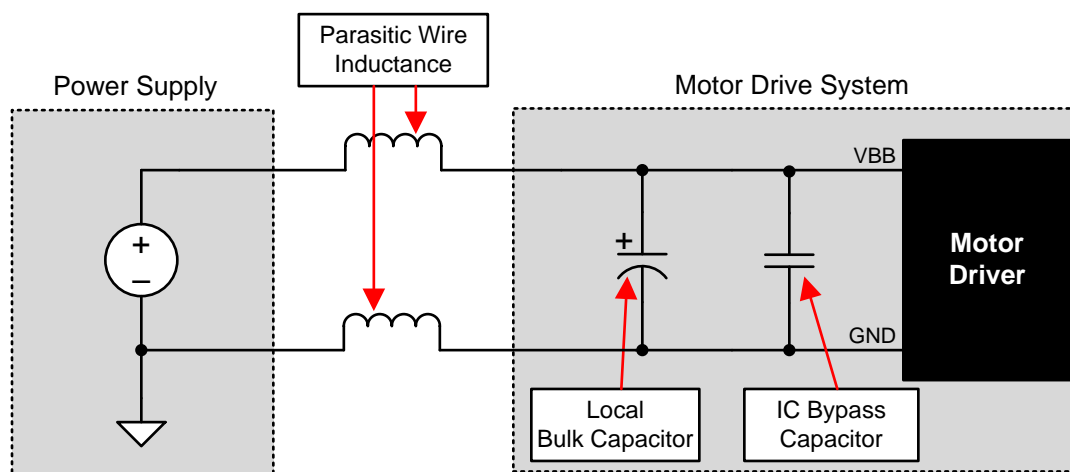 Parasitic Wire
Inductance
Power Supply
Motor Drive System
VBB
+
+
–
Motor
Driver
GND
Local
Bulk Capacitor
IC Bypass
Capacitor